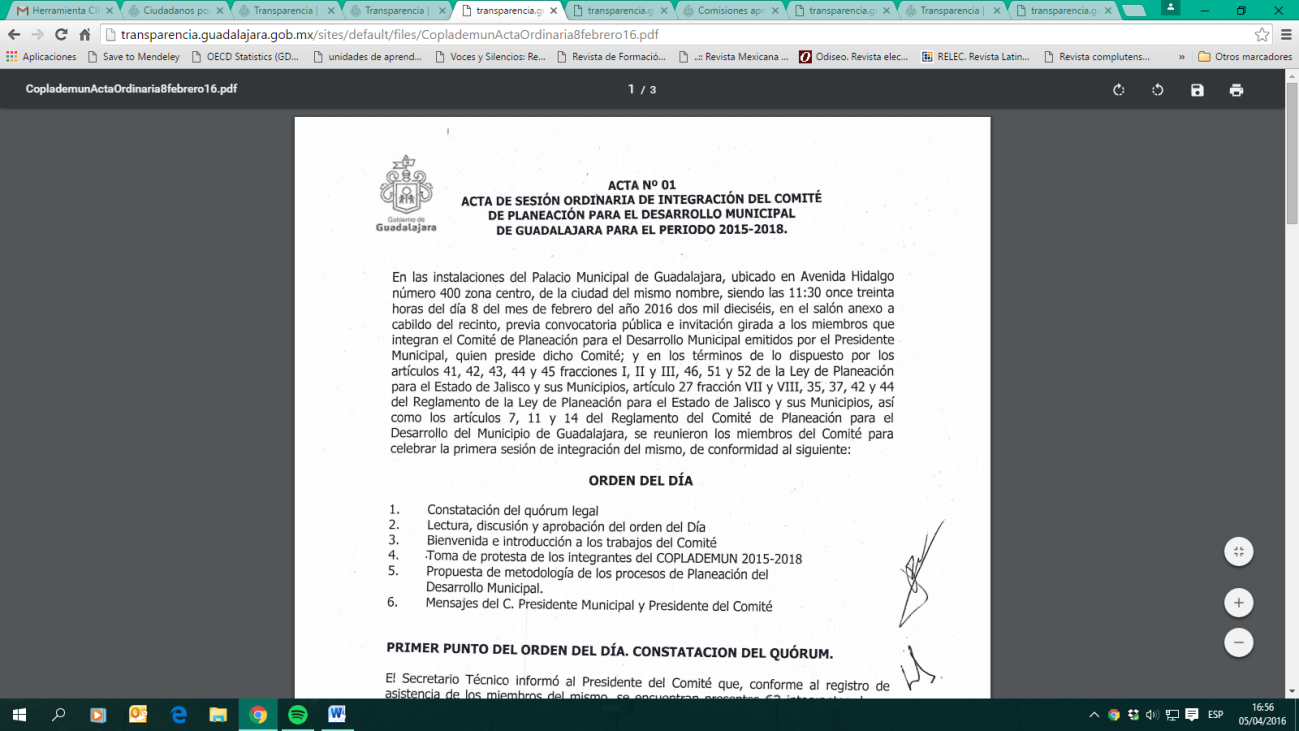 Herramienta CI
Ciudadanos po
Transparencia |
Transparencia |
transparencia.g
transparencia.g
Comisiones apr
transparencia.g
Transparencia |
transparencia.g
transparencia.guadalajara.gob.mx/sites/default/files/CoplademunActaOrdinaria8febrero16.pdf
Aplicaciones
Save to Mendeley
OECD Statistics (GD...
unidades de aprend...
Voces y Silencios: Re...
Revista de Formació...
..:: Revista Mexicana ...
Odiseo. Revista elec...
RELEC. Revista Latin...
Revista complutens...
»
Otros marcadores
CoplademunActaOrdinaria8febrero16.pdf
1 / 3
Gobierno de
Guadalajara
ACTA Nº 01
ACTA DE SESIÓN ORDINARIA DE INTEGRACIÓN DEL COMITÉ
DE PLANEACIÓN PARA EL DESARROLLO MUNICIPAL
DE GUADALAJARA PARA EL PERIODO 2015-2018.
En las instalaciones del Palacio Municipal de Guadalajara, ubicado en Avenida Hidalgo
número 400 zona centro, de la ciudad del mismo nombre, siendo las 11:30 once treinta
horas del día 8 del mes de febrero del año 2016 dos mil dieciséis, en el salón anexo a
cabildo del recinto, previa convocatoria pública e invitación girada a los miembros que
integran el Comité de Planeación para el Desarrollo Municipal emitidos por el Presidente
Municipal, quien preside dicho Comité; y en los términos de lo dispuesto por los
artículos 41, 42, 43, 44 y 45 fracciones I, II y III, 46, 51 y 52 de la Ley de Planeación
para el Estado de Jalisco y sus Municipios, artículo 27 fracción VII y VIII, 35, 37, 42 y 44
del Reglamento de la Ley de Planeación para el Estado de Jalisco y sus Municipios, así
como los artículos 7, 11 y 14 del Reglamento del Comité de Planeación para el
Desarrollo del Municipio de Guadalajara, se reunieron los miembros del Comité para
celebrar la primera sesión de integración del mismo, de conformidad al siguiente:
ORDEN DEL DÍA
1. Constatación del quórum legal
2. Lectura, discusión y aprobación del orden del Día
3. Bienvenida e introducción a los trabajos del Comité
4. Toma de protesta de los integrantes del COPLADEMUN 2015-2018
5. Propuesta de metodología de los procesos de Planeación del
Desarrollo Municipal.
6. Mensajes del C. Presidente Municipal y Presidente del Comité
PRIMER PUNTO DEL ORDEN DEL DÍA. CONSTATACION DEL QUÓRUM.
El Secretario Técnico informó al Presidente del Comité que, conforme al registro de
asistencia de los miembros del mismo, se encuentran presentes 62 integrantes
ESP
16:56
05/04/2016